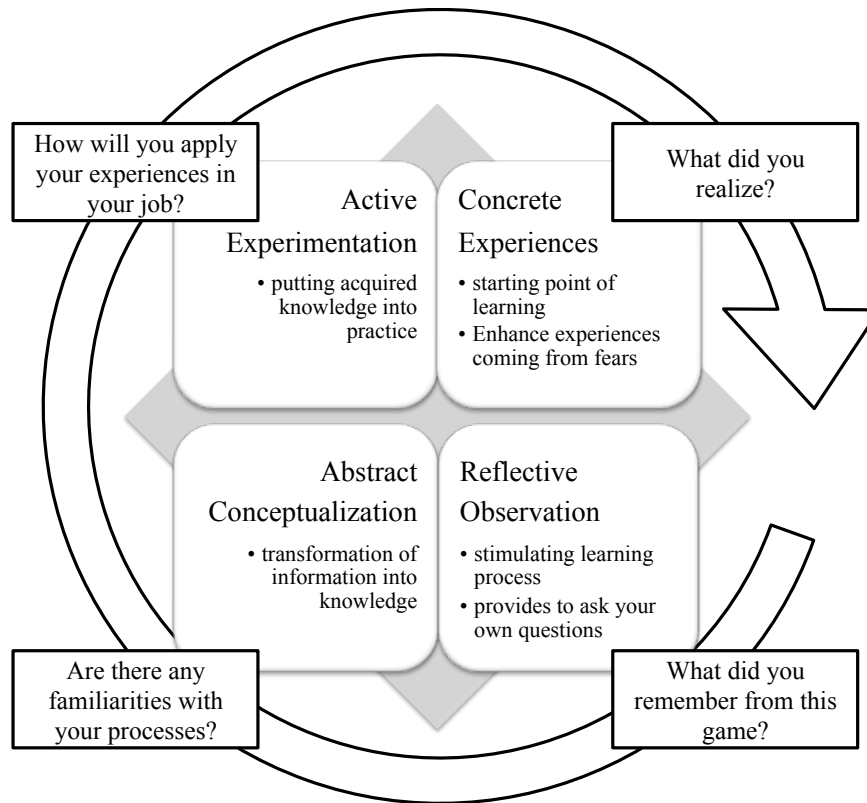 How will you apply
your experiences in
your job?
What did you
realize?
Active
Experimentation
• putting acquired
knowledge into
practice
Concrete
Experiences
• starting point of
learning
• Enhance experiences
coming from fears
Abstract
Conceptualization
• transformation of
information into
knowledge
Reflective
Observation
• stimulating learning
process
• provides to ask your
own questions
Are there any
familiarities with
your processes?
What did you
remember from this
game?